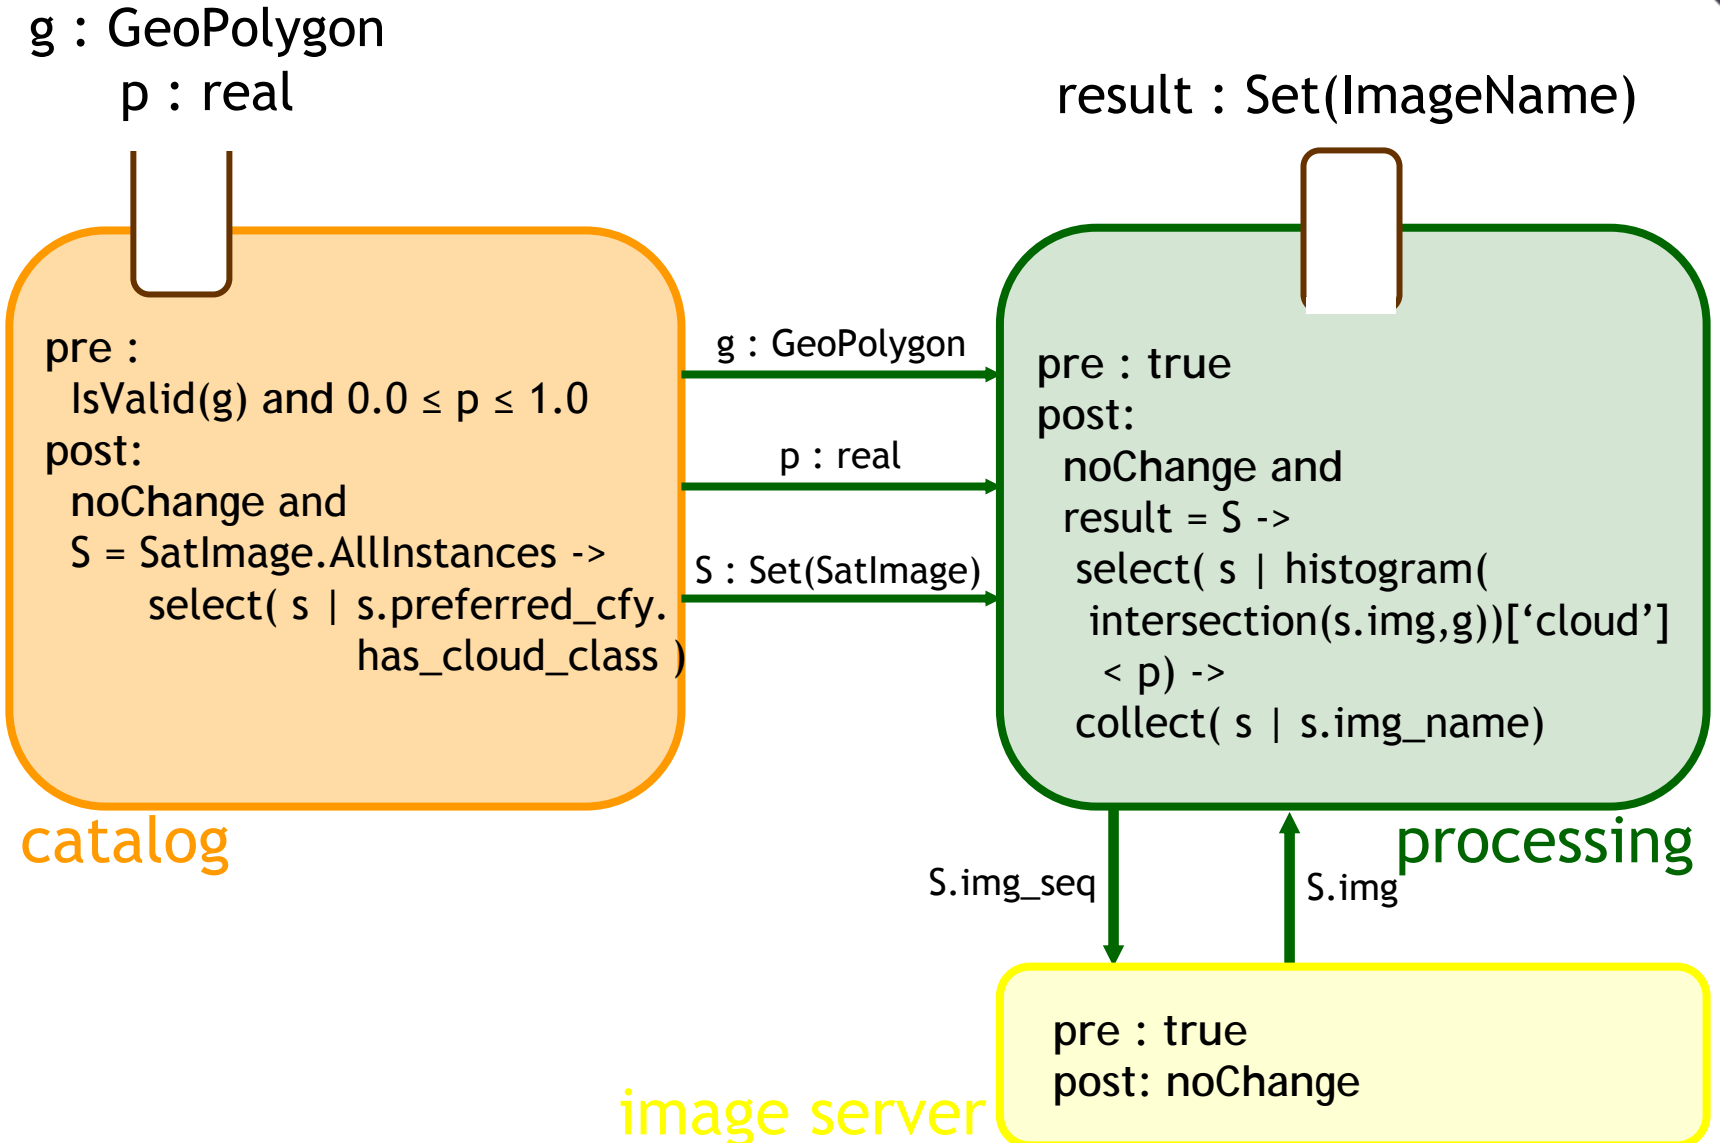 g : GeoPolygon
p : real
result : Set(ImageName)
pre :
IsValid(g) and 0.0 ≤ p ≤ 1.0
post:
noChange and
S = SatImage.AllInstances ->
select( s | s.preferred_cfy.
has_cloud_class )
catalog
g : GeoPolygon
p : real
S : Set(SatImage)
pre : true
post:
noChange and
result = S ->
select( s | histogram(
intersection(s.img,g))[‘cloud’]
< p) ->
collect( s | s.img_name)
processing
S.img_seq
S.img
pre : true
post: noChange
image server